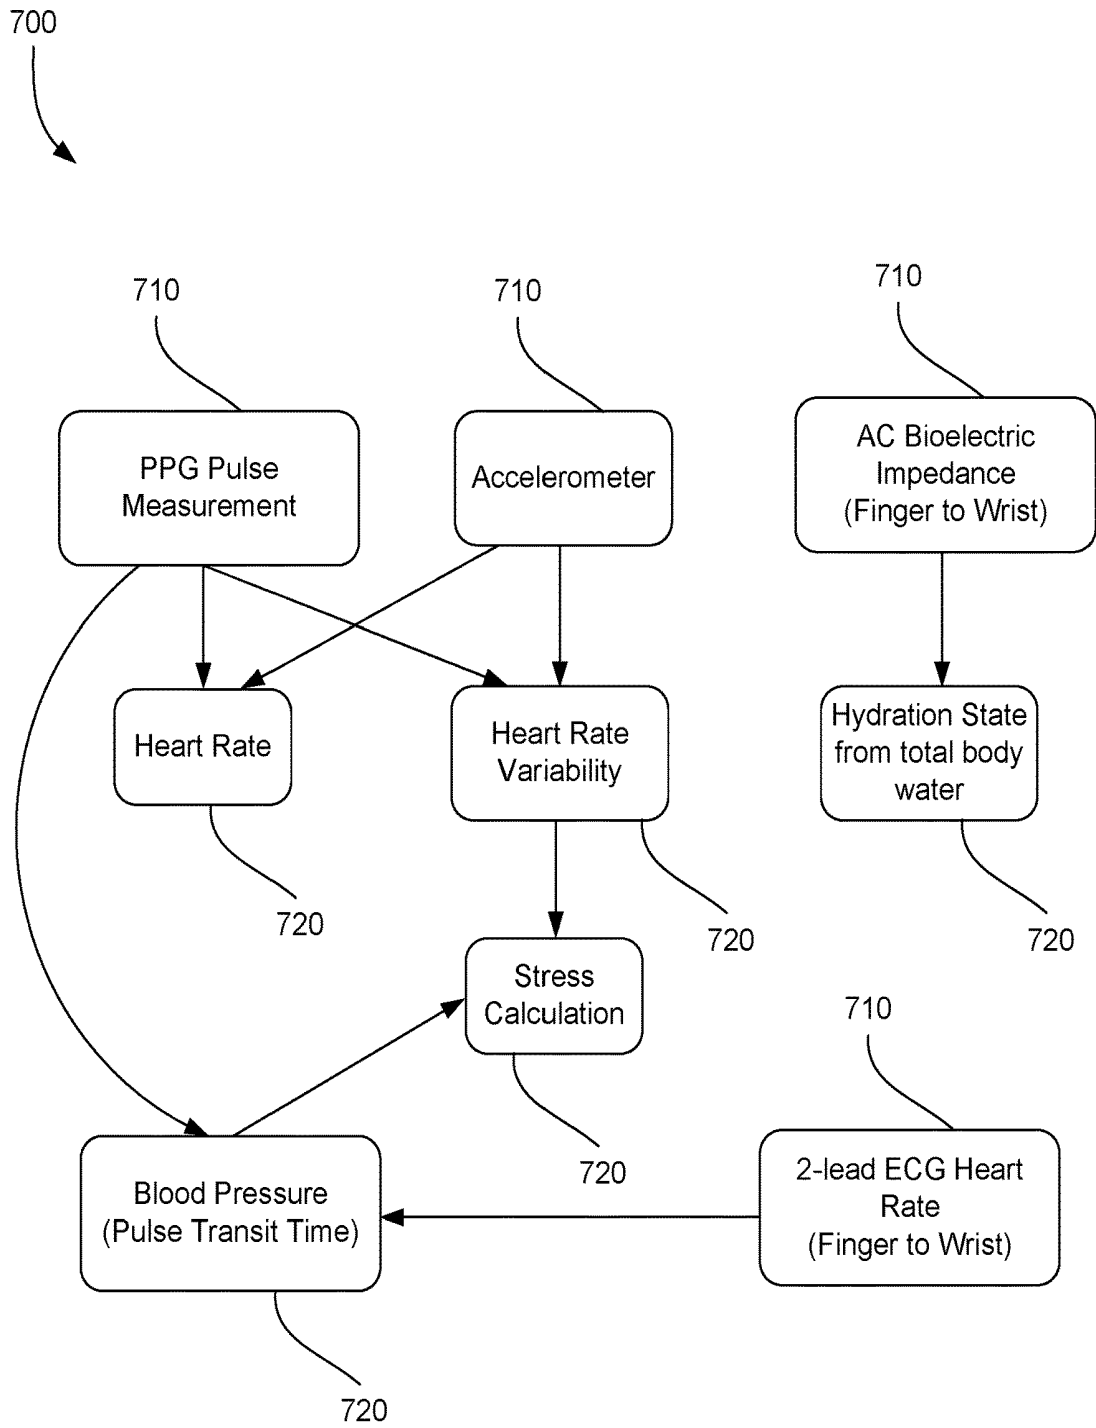 700
710
710
710
PPG Pulse
Measurement
Accelerometer
AC Bioelectric
Impedance
(Finger to Wrist)
Heart Rate
Heart Rate
Variability
Hydration State
from total body
water
720
720
720
Stress
Calculation
710
720
Blood Pressure
(Pulse Transit Time)
2-lead ECG Heart
Rate
(Finger to Wrist)
720